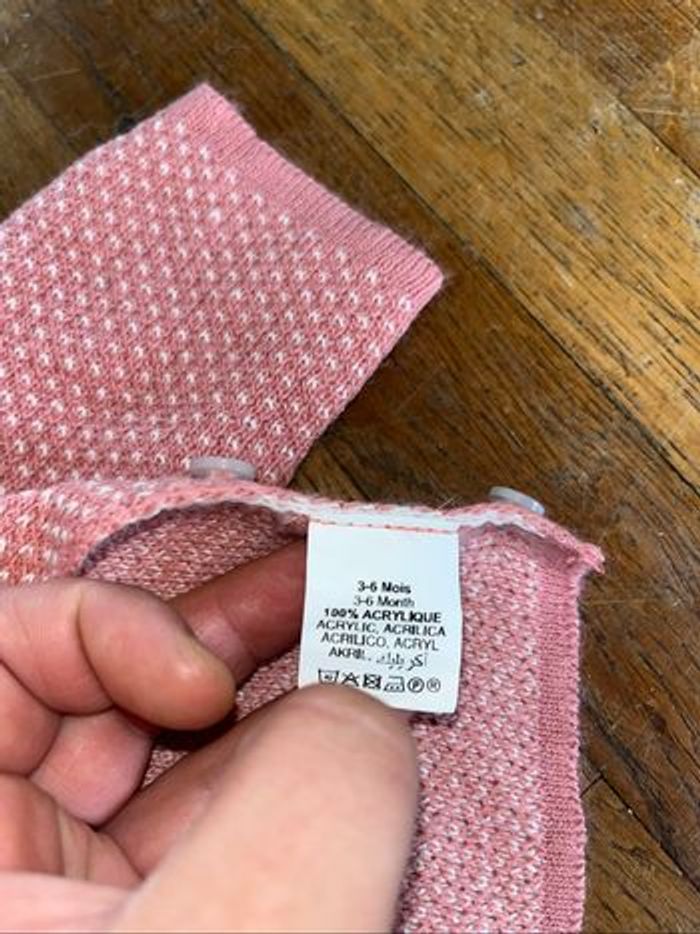 3-6 Mois
3-6 Month
100% ACRYLIQUE
ACRYLIC, ACRILICA
ACRILICO, ACRYL
AKRIL, أكريليك
Ⓟ ®